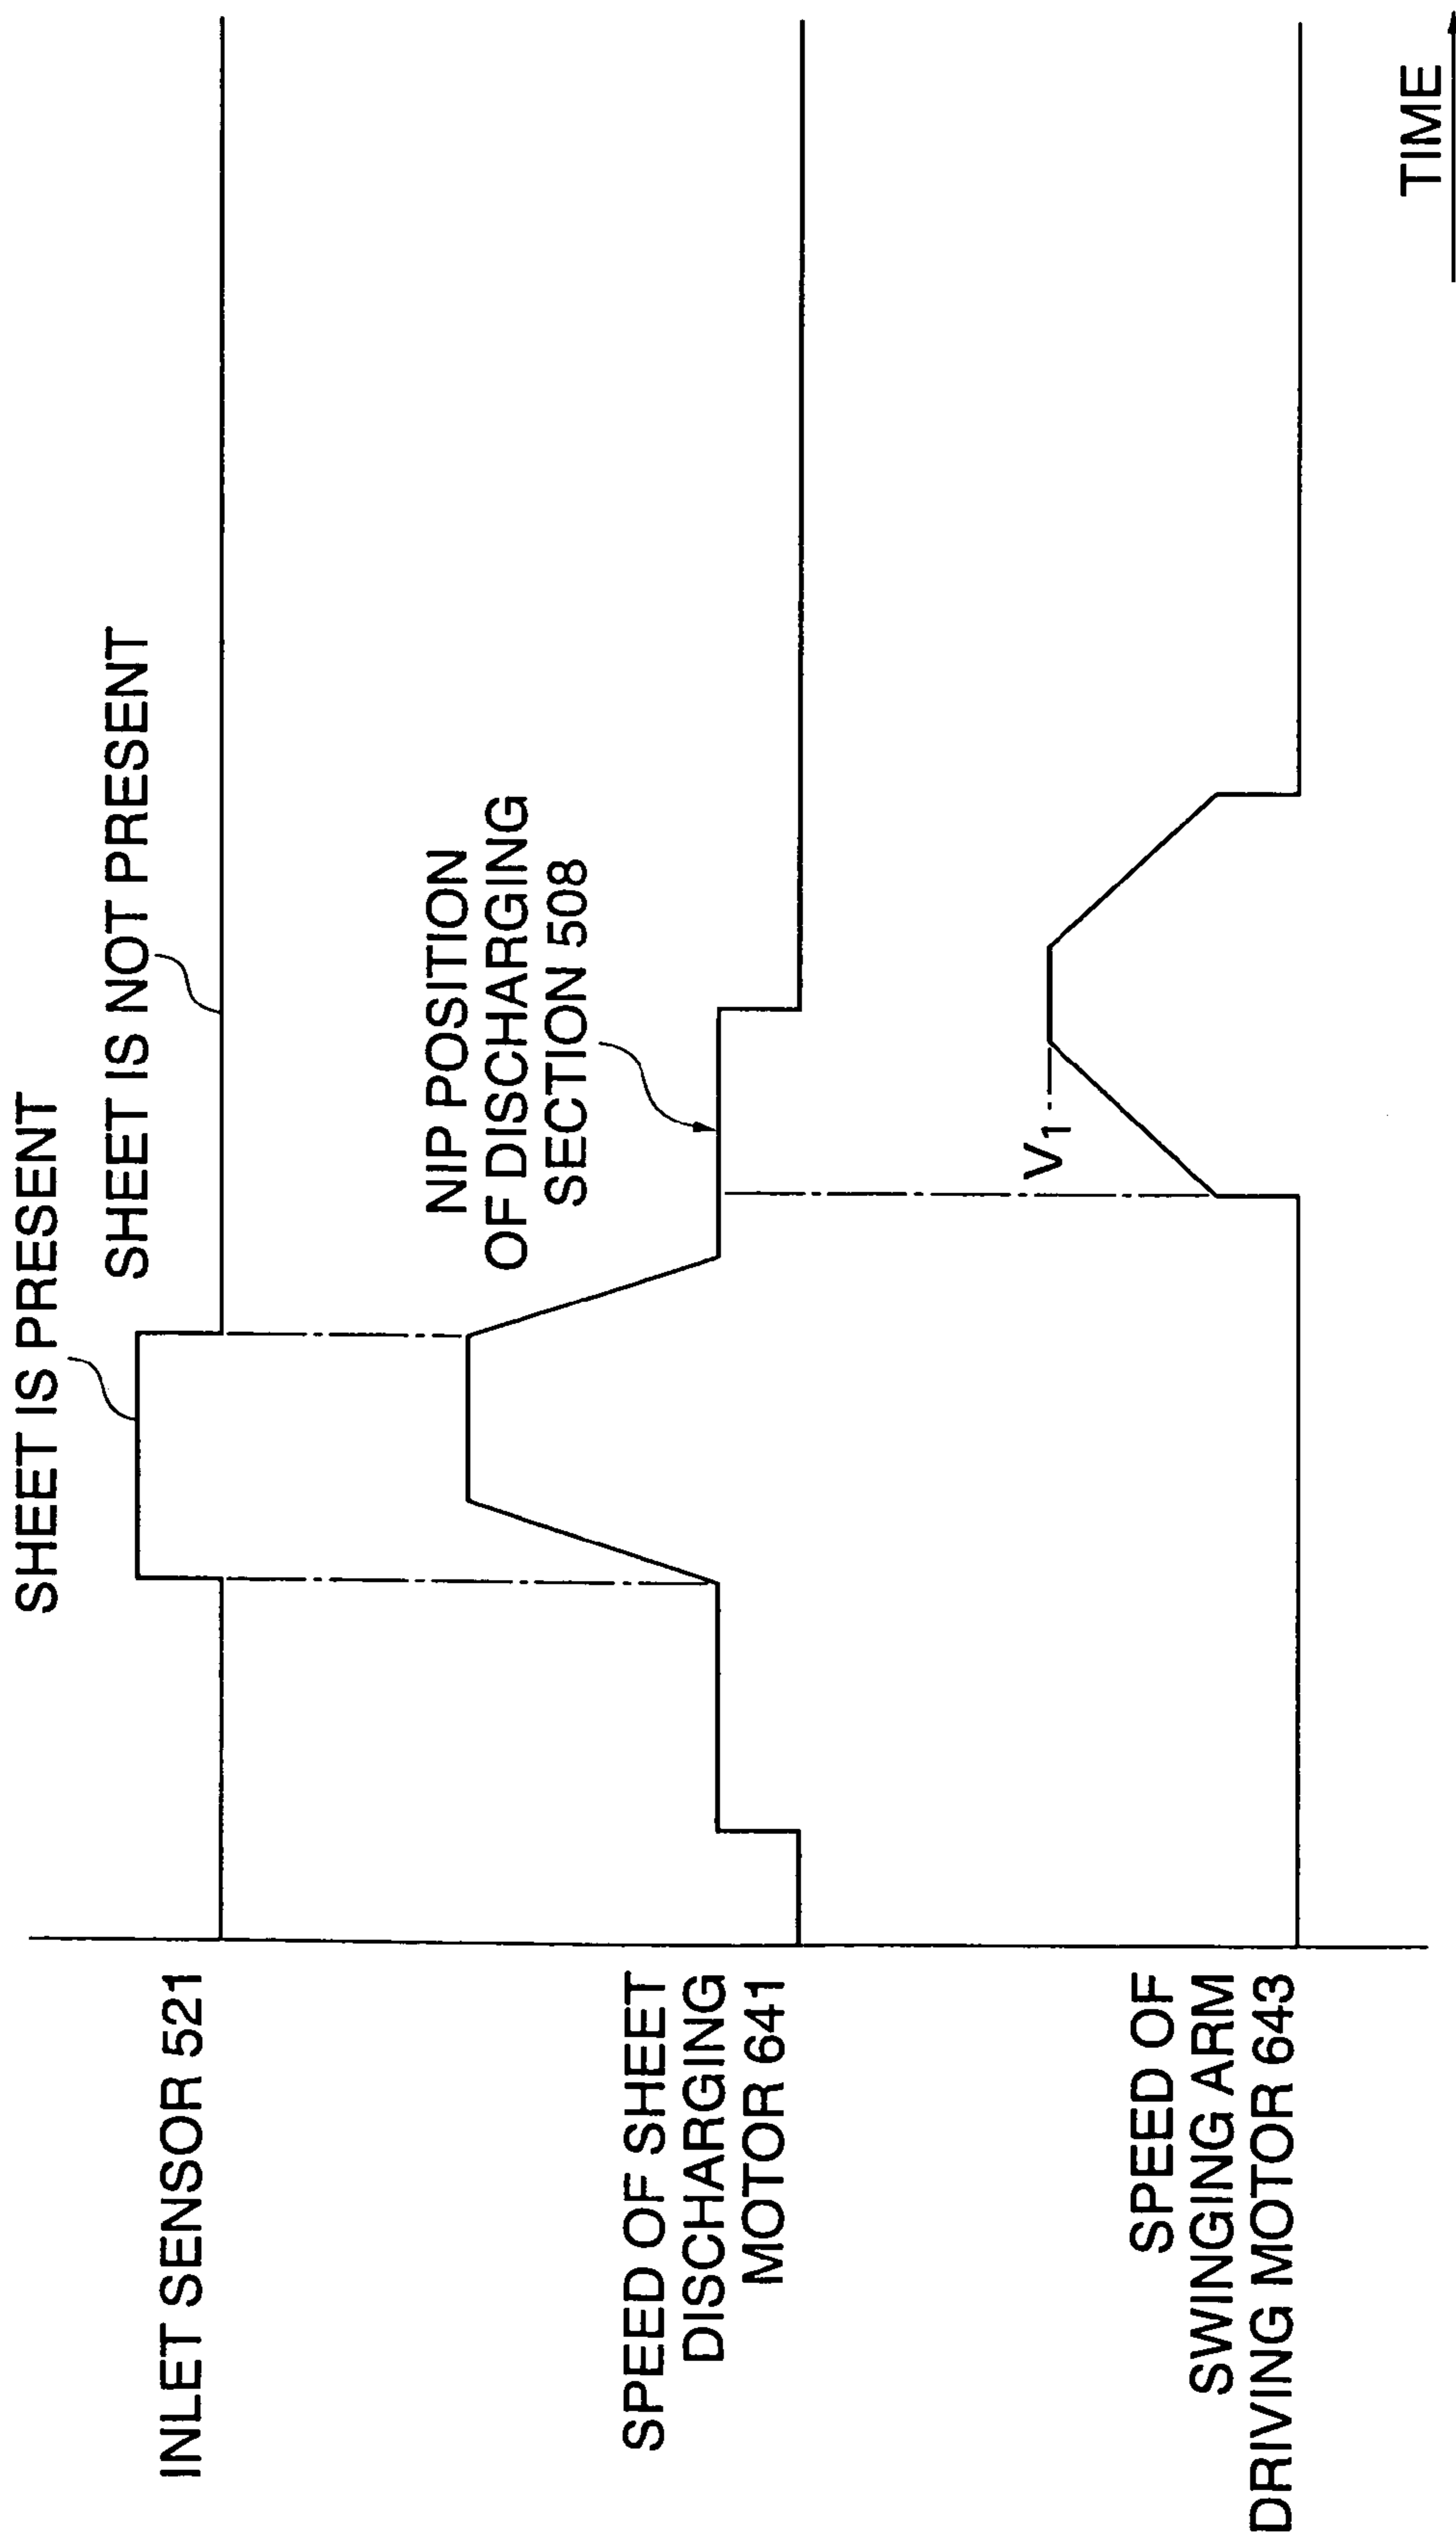 SHEET IS PRESENT
SHEET IS NOT PRESENT
INLET SENSOR 521
NIP POSITION
OF DISCHARGING
SECTION 508
SPEED OF SHEET
DISCHARGING
MOTOR 641
V1
SPEED OF
SWINGING ARM
DRIVING MOTOR 643
TIME